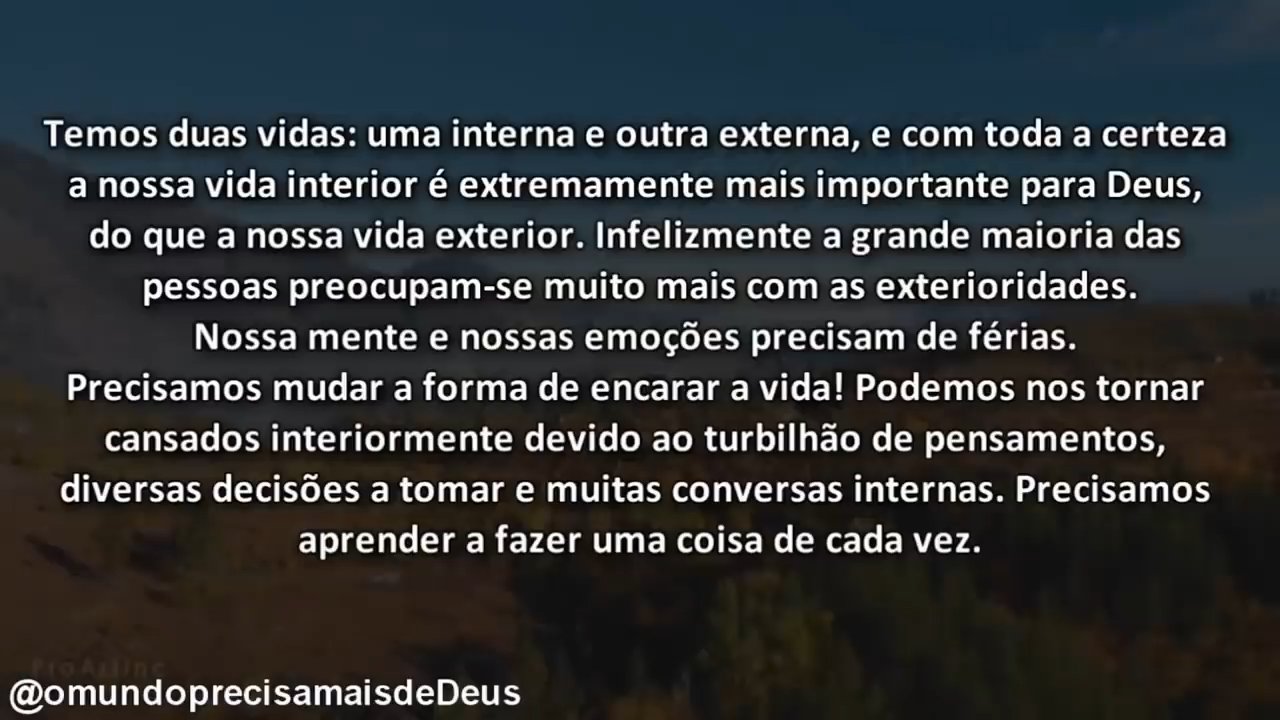 Temos duas vidas: uma interna e outra externa, e com toda a certeza
a nossa vida interior é extremamente mais importante para Deus,
do que a nossa vida exterior. Infelizmente a grande maioria das
pessoas preocupam-se muito mais com as exterioridades.
Nossa mente e nossas emoções precisam de férias.
Precisamos mudar a forma de encarar a vida! Podemos nos tornar
cansados interiormente devido ao turbilhão de pensamentos,
diversas decisões a tomar e muitas conversas internas. Precisamos
aprender a fazer uma coisa de cada vez.
ProArtInc
@omundoprecisamaisdeDeus